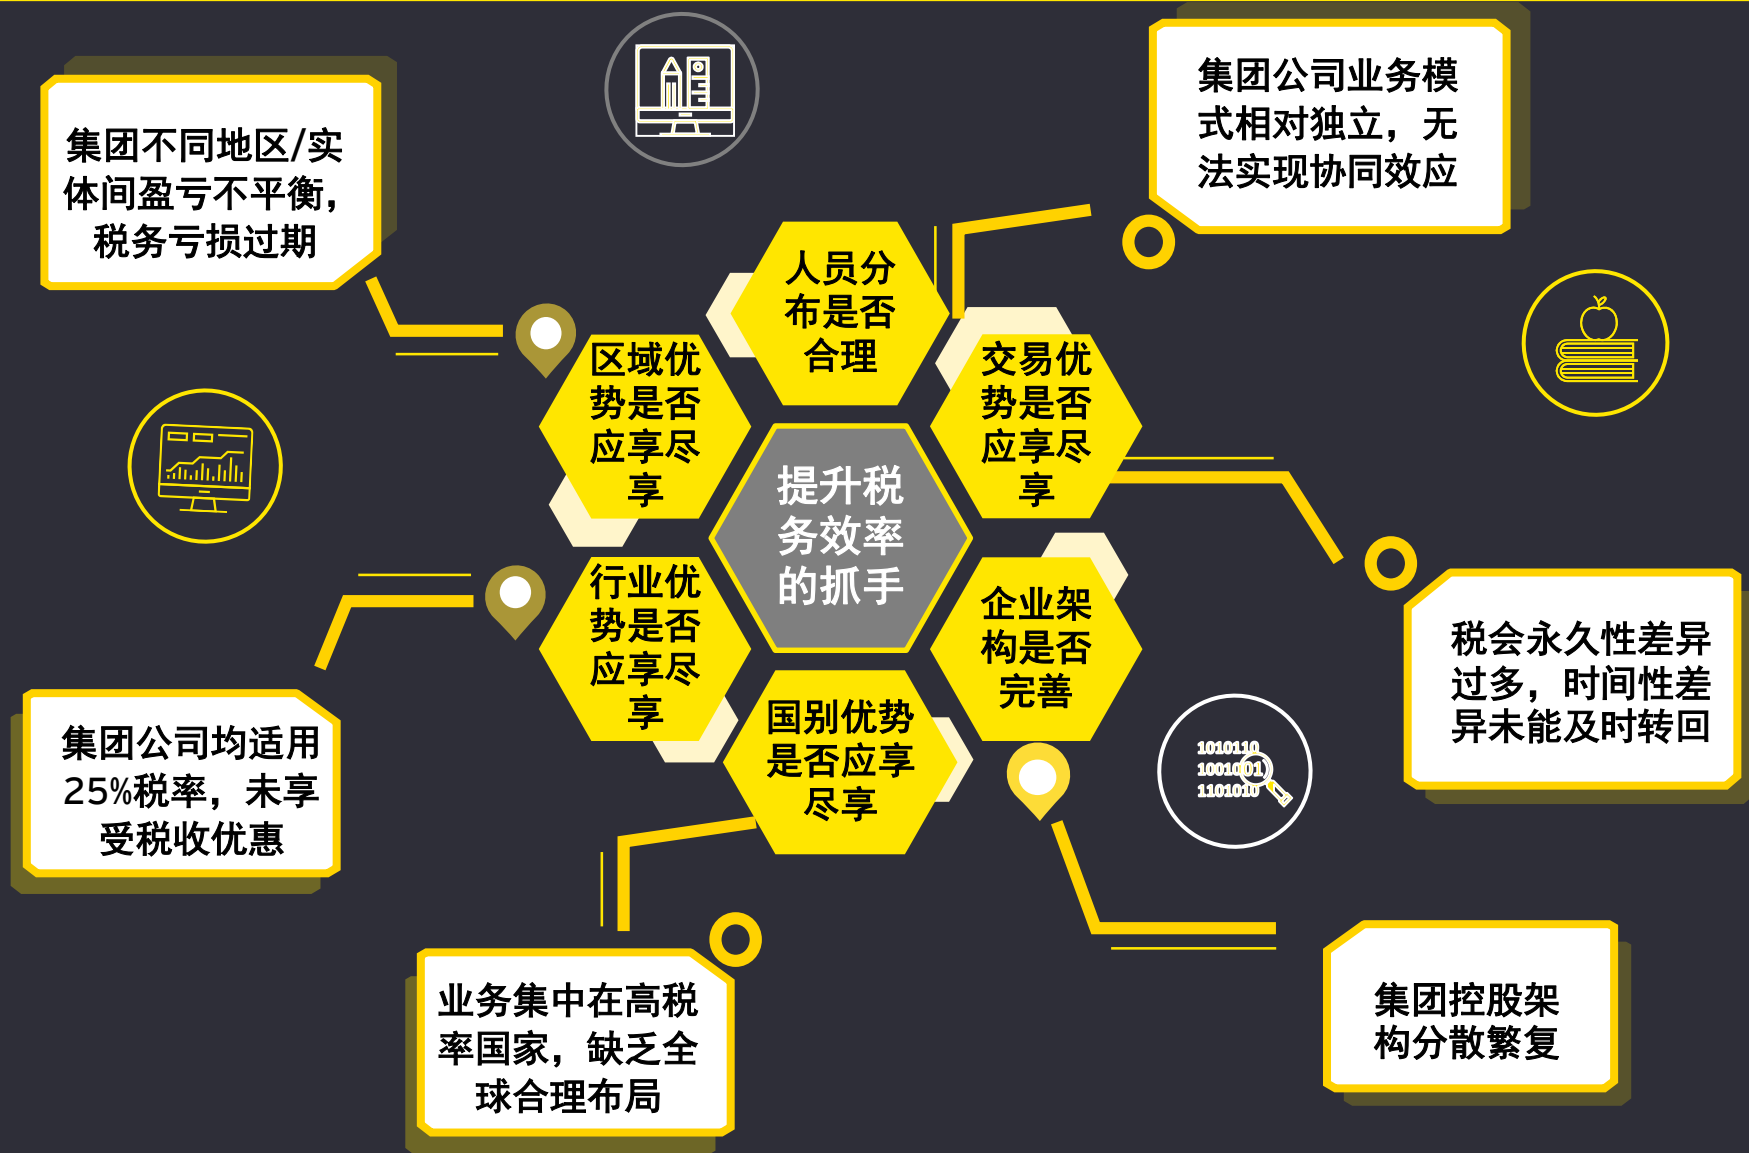 集团不同地区/实
体间盈亏不平衡，
税务亏损过期
集团公司业务模
式相对独立，无
法实现协同效应
人员分
布是否
合理
区域优
势是否
应享尽
享
交易优
势是否
应享尽
享
提升税
务效率
的抓手
行业优
势是否
应享尽
享
企业架
构是否
完善
国别优势
是否应享
尽享
税会永久性差异
过多，时间性差
异未能及时转回
集团公司均适用
25%税率，未享
受税收优惠
1010110
1001001
1101010
业务集中在高税
率国家，缺乏全
球合理布局
集团控股架
构分散繁复